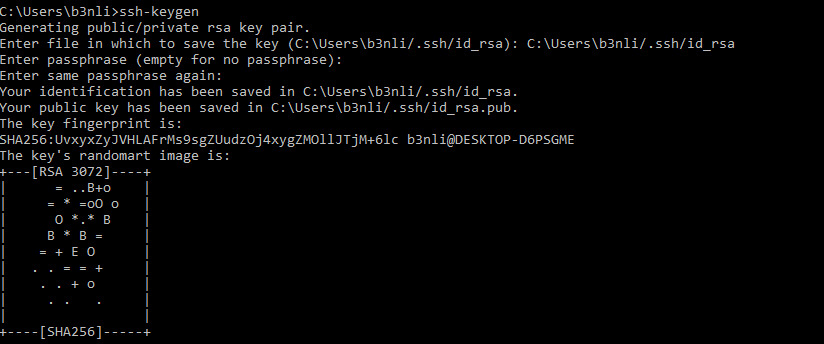 C:\Users\b3nli>ssh-keygen
Generating public/private rsa key pair.
Enter file in which to save the key (C:\Users\b3nli/.ssh/id_rsa): C:\Users\b3nli/.ssh/id_rsa
Enter passphrase (empty for no passphrase):
Enter same passphrase again:
Your identification has been saved in C:\Users\b3nli/.ssh/id_rsa.
Your public key has been saved in C:\Users\b3nli/.ssh/id_rsa.pub.
The key fingerprint is:
SHA256:UvxyxZyJVHLAFrMs9sgZUudzOj4xygZMOllJTjM+6lc b3nli@DESKTOP-D6PSGME
The key's randomart image is:
+---[RSA 3072]----+
|      = ..B+o    |
|     = * =oO o   |
|      O *.* B    |
|     B * B =     |
|    = + E O      |
|   . . = = +     |
|    . . + o      |
|     . .   .     |
|                 |
+----[SHA256]-----+